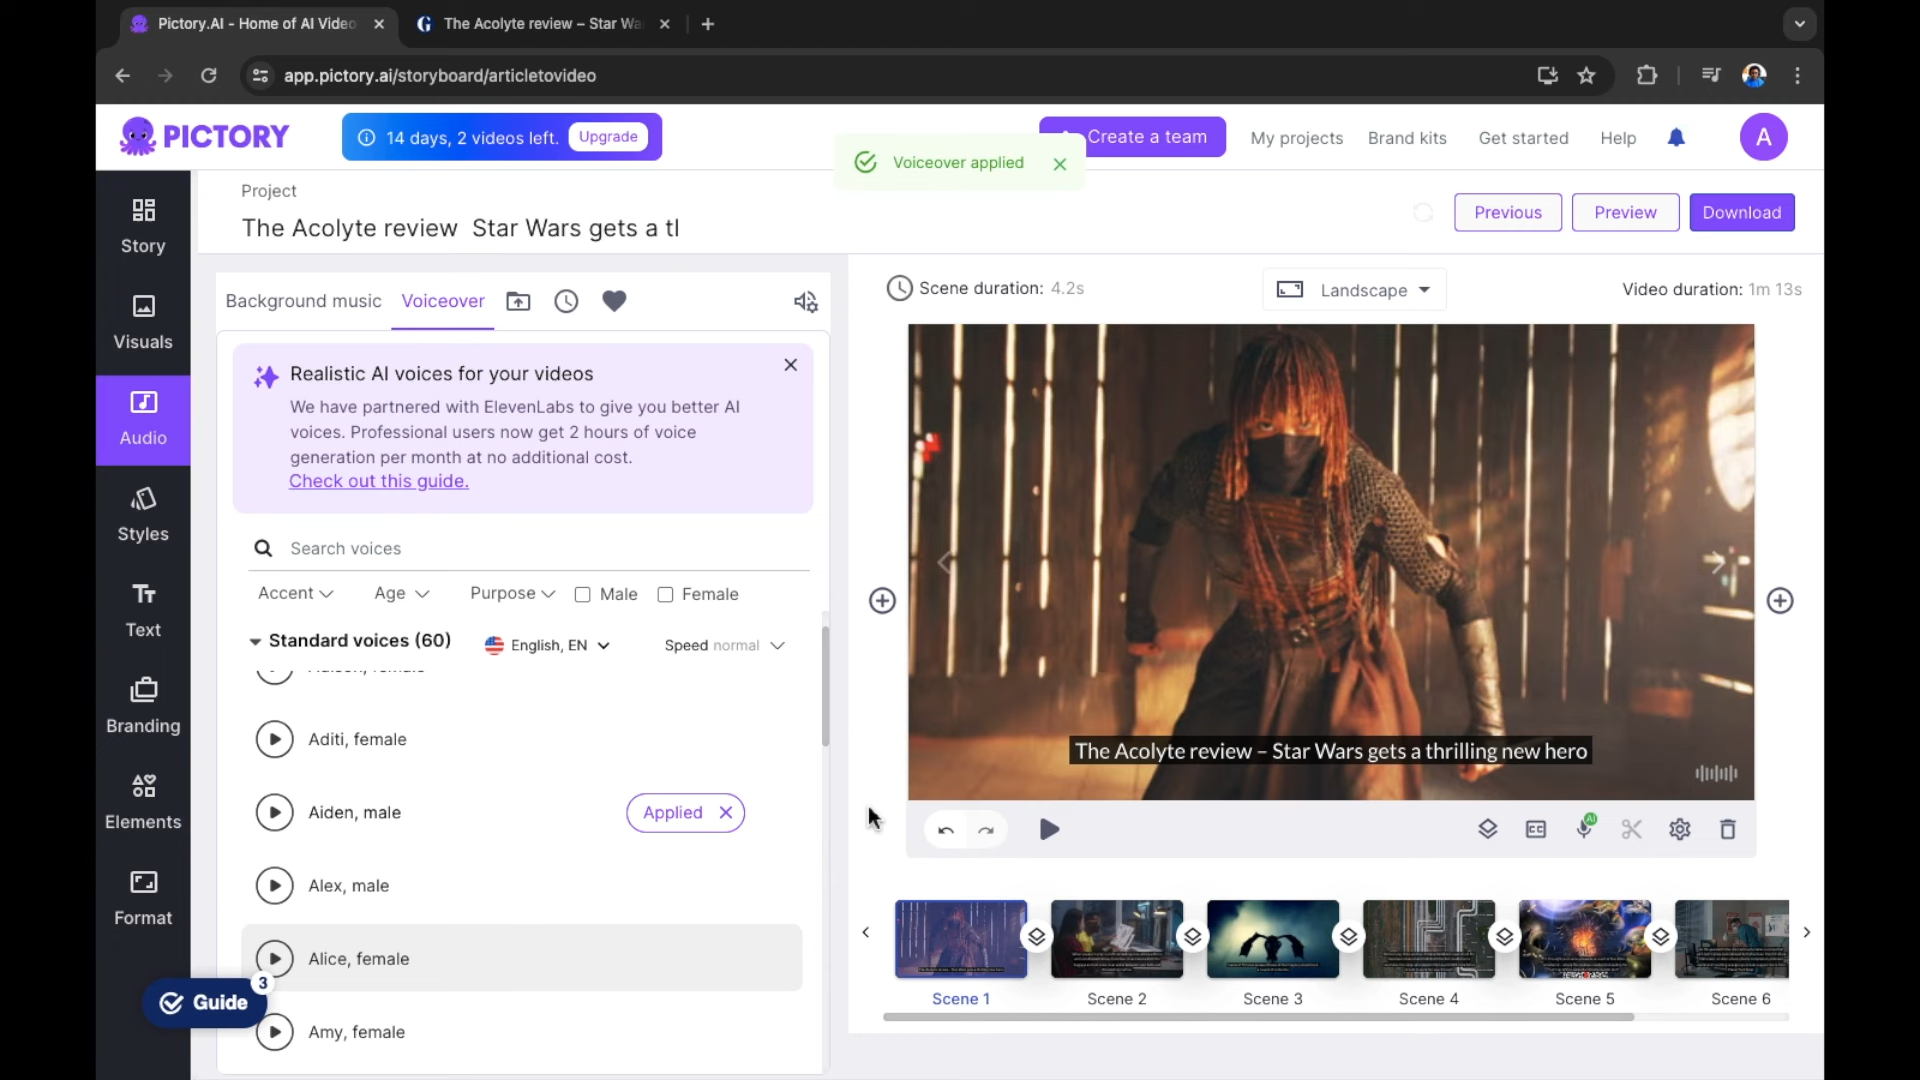 Pictory.AI - Home of AI Video
The Acolyte review – Star Wa
app.pictory.ai/storyboard/articletovideo
PICTORY
14 days, 2 videos left.
Upgrade
Voiceover applied
Create a team
My projects
Brand kits
Get started
Help
A
Project
The Acolyte review Star Wars gets a tl
Previous
Preview
Download
Story
Visuals
Audio
Styles
Text
Branding
Elements
Format
Background music
Voiceover
Realistic AI voices for your videos
We have partnered with ElevenLabs to give you better AI
voices. Professional users now get 2 hours of voice
generation per month at no additional cost.
Check out this guide.
Search voices
Accent
Age
Purpose
Male
Female
Standard voices (60)
English, EN
Speed normal
Aditi, female
Aiden, male
Applied
Alex, male
Alice, female
Amy, female
Guide
3
Scene duration: 4.2s
Landscape
Video duration: 1m 13s
The Acolyte review – Star Wars gets a thrilling new hero
CC
AI
Scene 1
Scene 2
Scene 3
Scene 4
Scene 5
Scene 6